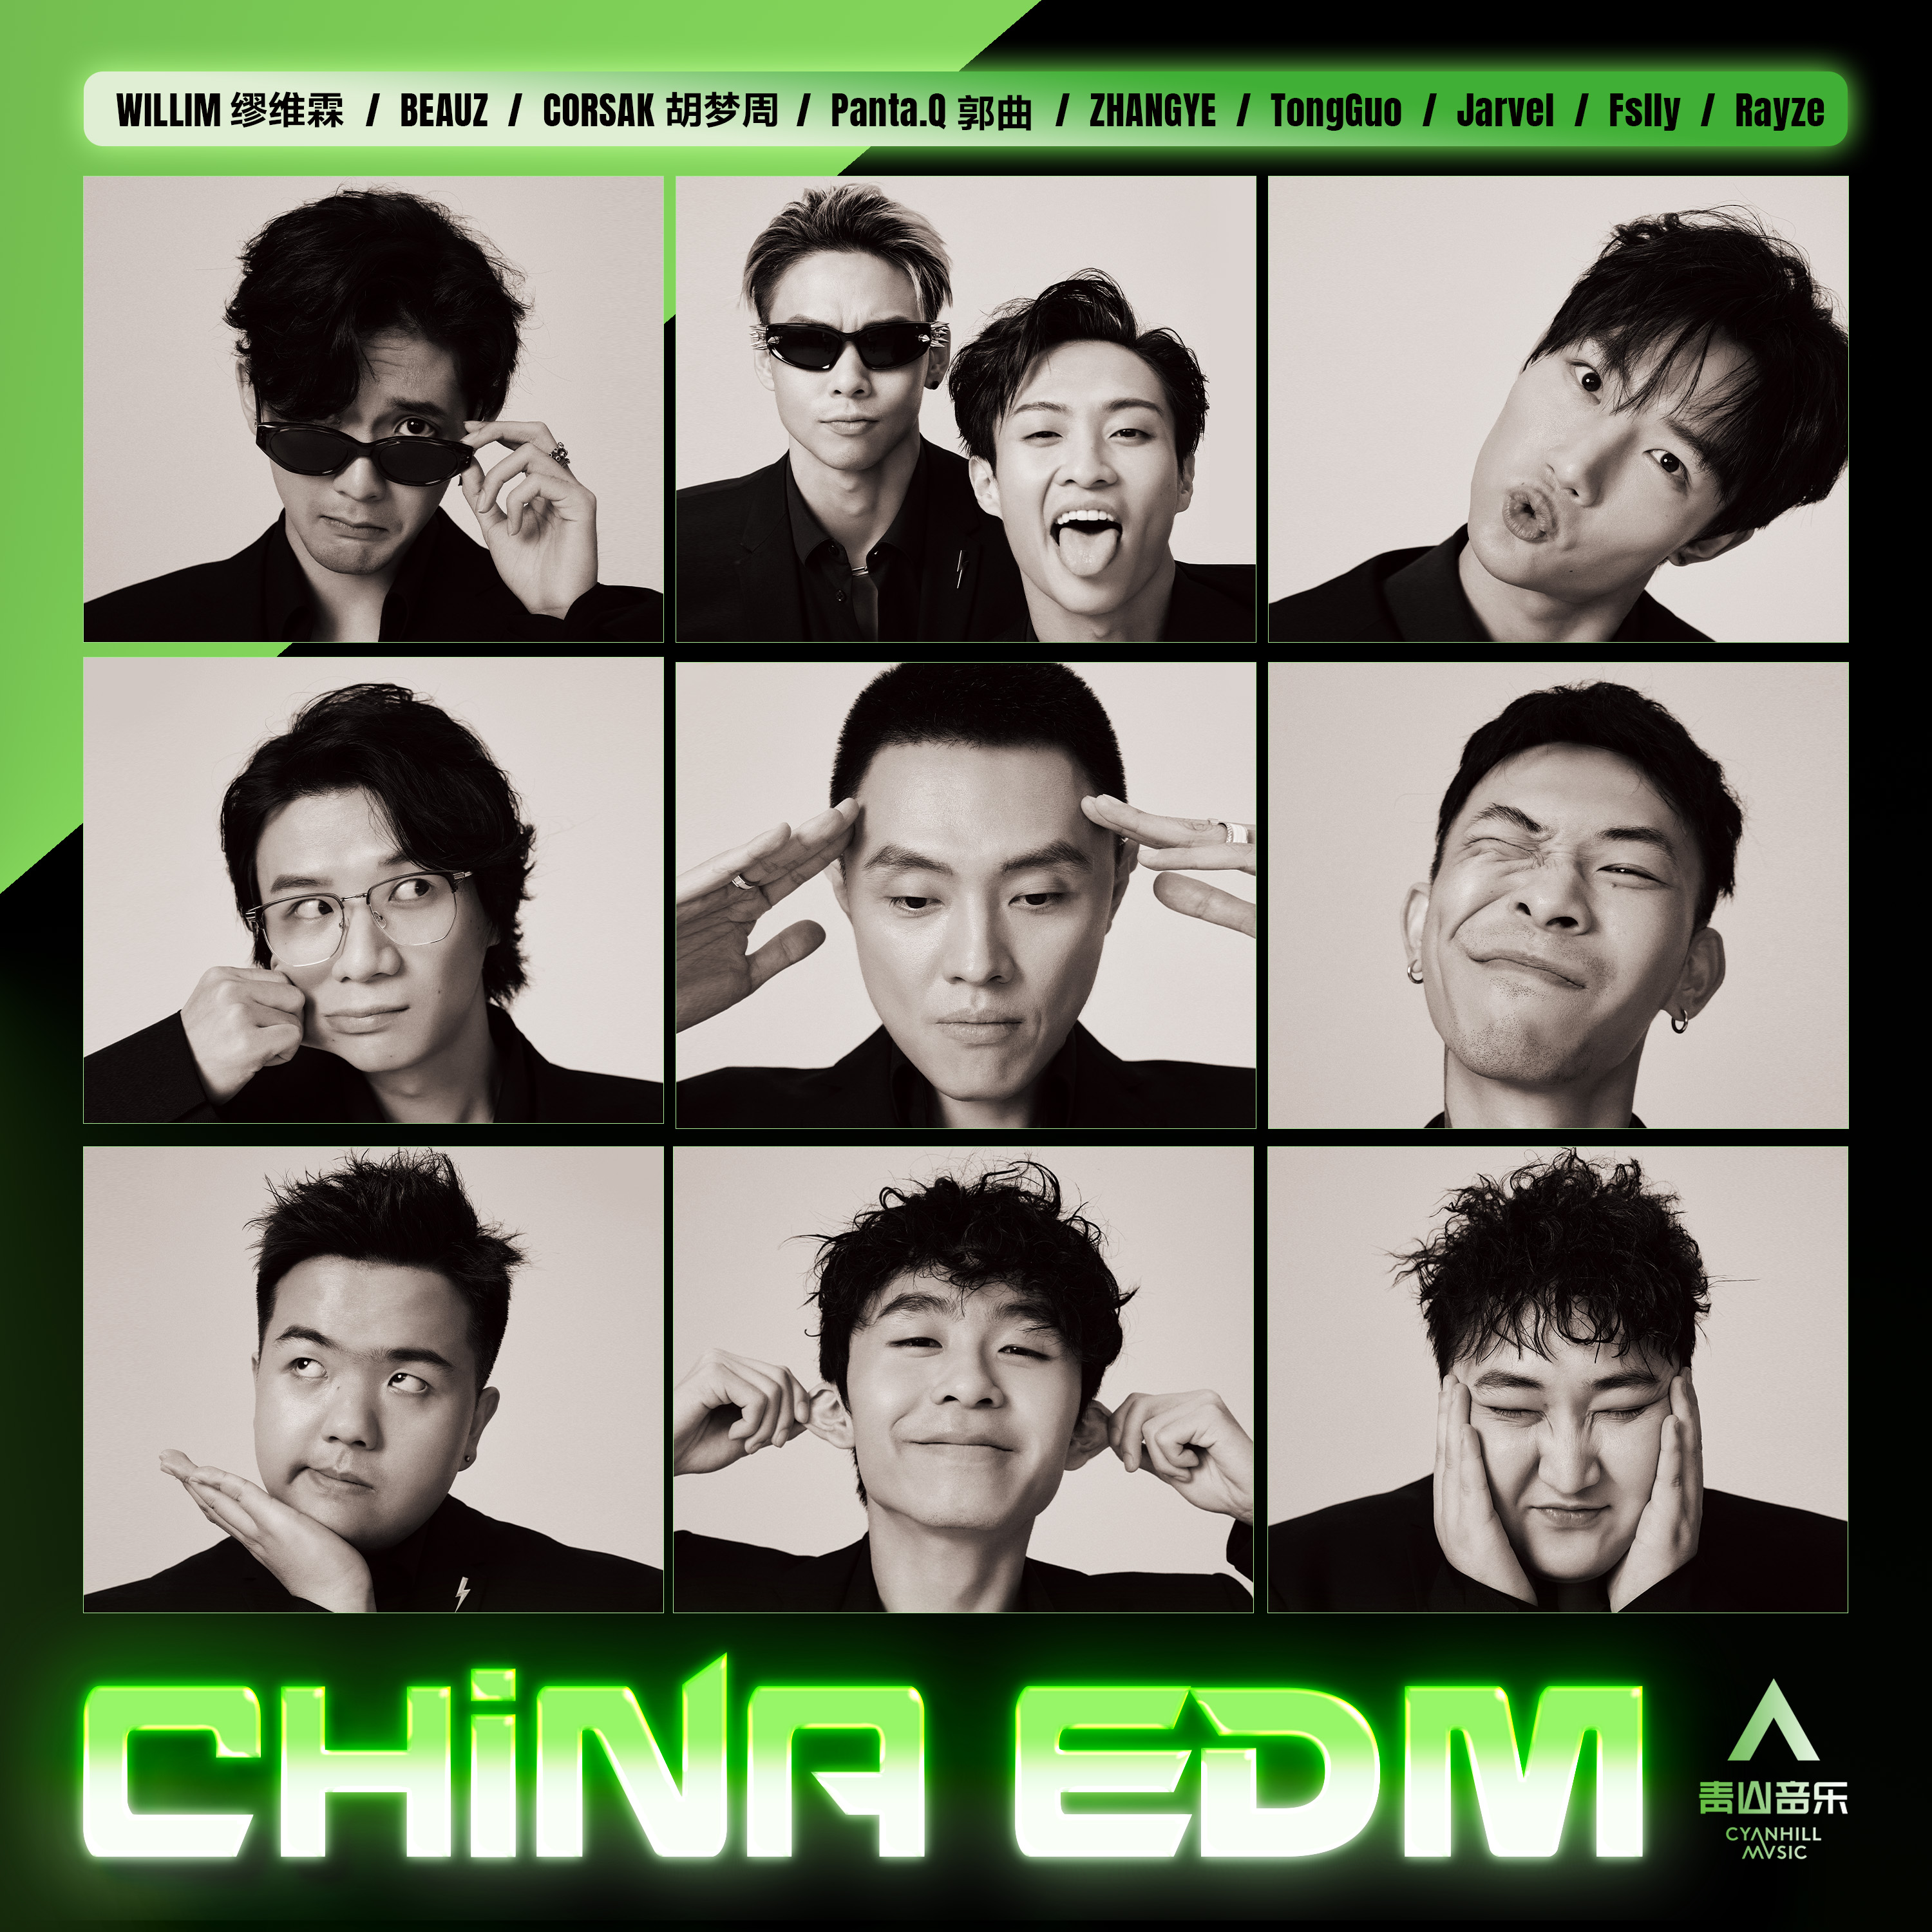 WILLIM 缪维霖 / BEAUZ / CORSAK 胡梦周 / Panta.Q 郭曲 / ZHANGYE / TongGuo / Jarvel / Fslly / Rayze
CHiNA EDM
青山音乐
CYANHILL
MVSIC